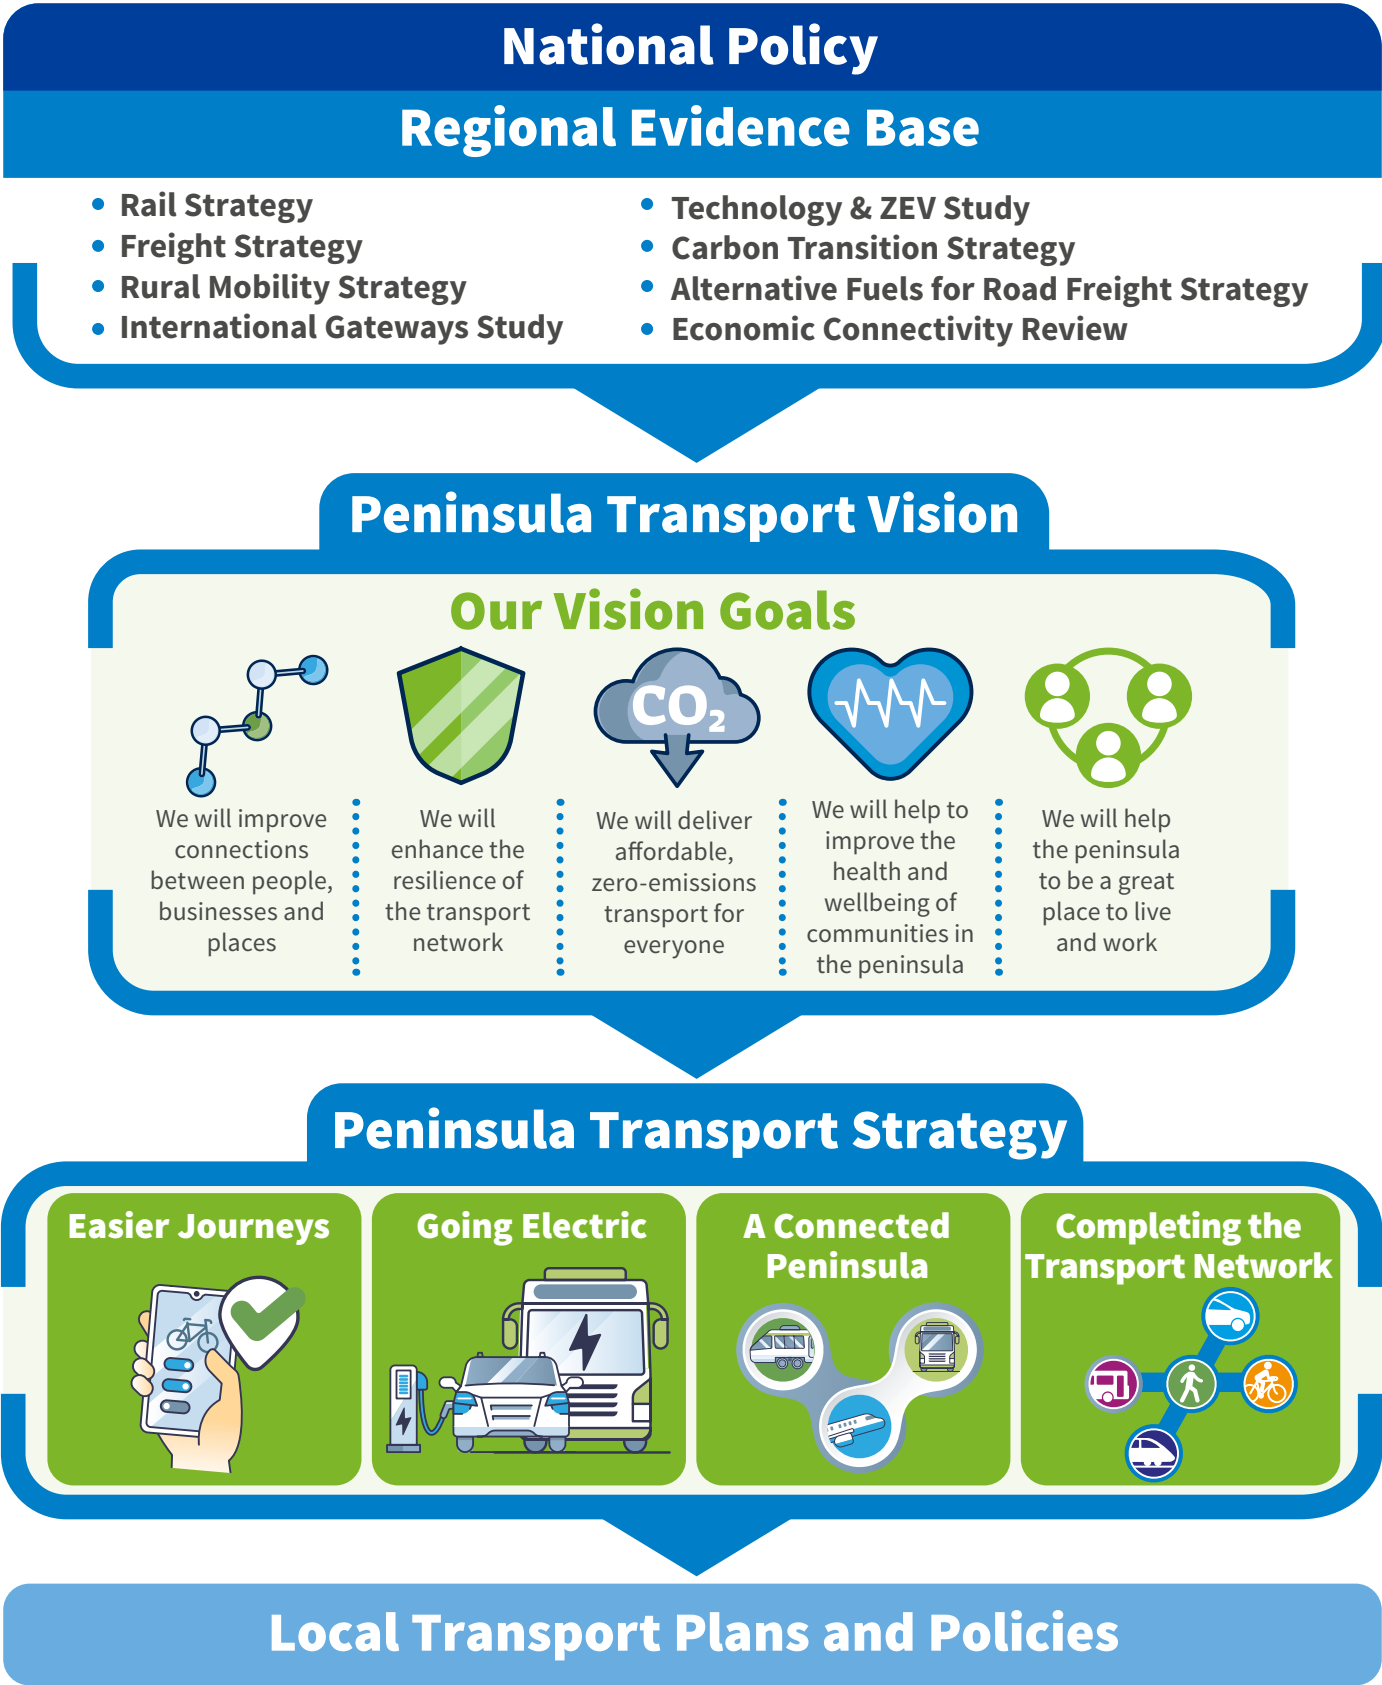 National Policy
Regional Evidence Base
• Rail Strategy
• Freight Strategy
• Rural Mobility Strategy
• International Gateways Study
• Technology & ZEV Study
• Carbon Transition Strategy
• Alternative Fuels for Road Freight Strategy
• Economic Connectivity Review
Peninsula Transport Vision
Our Vision Goals
CO₂
We will improve
connections
between people,
businesses and
places
We will
enhance the
resilience of
the transport
network
We will deliver
affordable,
zero-emissions
transport for
everyone
We will help to
improve the
health and
wellbeing of
communities in
the peninsula
We will help
the peninsula
to be a great
place to live
and work
Peninsula Transport Strategy
Easier Journeys
Going Electric
A Connected
Peninsula
Completing the
Transport Network
Local Transport Plans and Policies